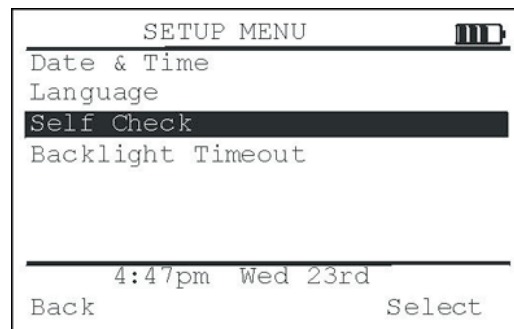 SETUP MENU
Date & Time
Language
Self Check
Backlight Timeout
4:47pm Wed 23rd
Back Select